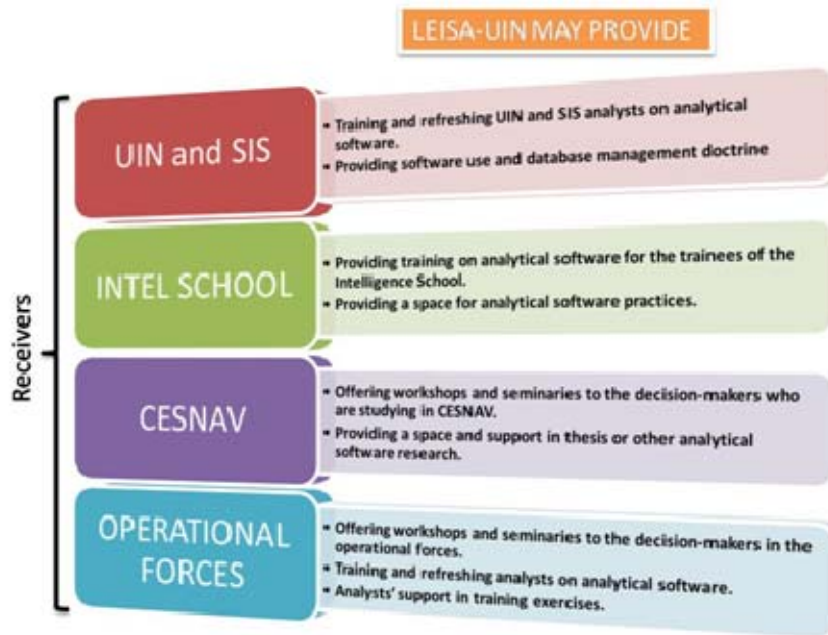 LEISA-UIN MAY PROVIDE
Receivers
UIN and SIS
- Training and refreshing UIN and SIS analysts on analytical
software.
- Providing software use and database management doctrine
INTEL SCHOOL
- Providing training on analytical software for the trainees of the
Intelligence School.
- Providing a space for analytical software practices.
CESNAV
- Offering workshops and seminaries to the decision-makers who
are studying in CESNAV.
- Providing a space and support in thesis or other analytical
software research.
OPERATIONAL
FORCES
- Offering workshops and seminaries to the decision-makers in the
operational forces.
- Training and refreshing analysts on analytical software.
- Analysts' support in training exercises.